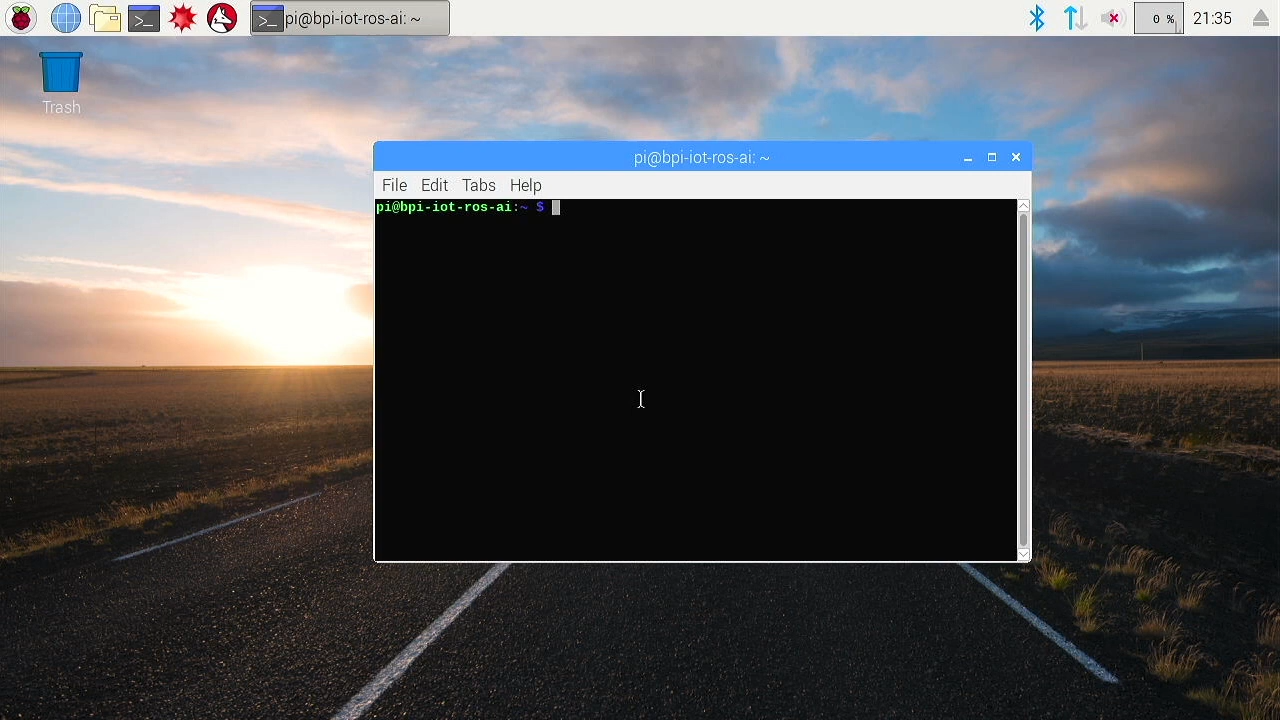 pi@bpi-iot-ros-ai: ~
0 %
21:35
Trash
pi@bpi-iot-ros-ai: ~
File Edit Tabs Help
pi@bpi-iot-ros-ai:~ $